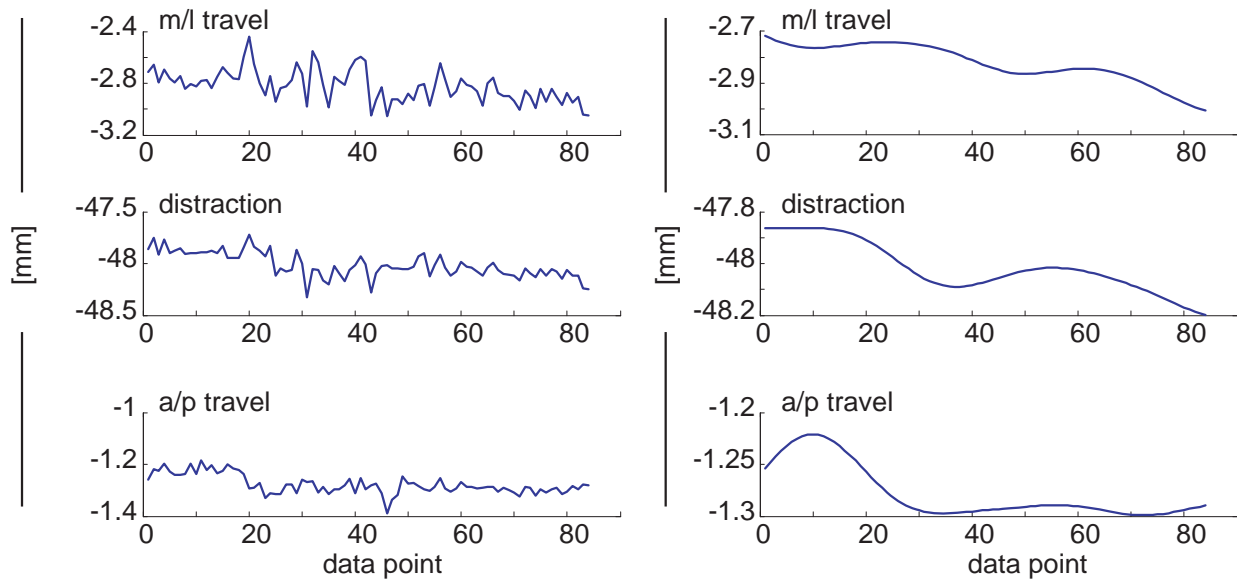 m/l travel
-2.4
-2.8
-3.2
0 20 40 60 80
distraction
-47.5
-48
-48.5
0 20 40 60 80
[mm]
a/p travel
-1
-1.2
-1.4
0 20 40 60 80
data point
m/l travel
-2.7
-2.9
-3.1
0 20 40 60 80
distraction
-47.8
-48
-48.2
0 20 40 60 80
[mm]
a/p travel
-1.2
-1.25
-1.3
0 20 40 60 80
data point